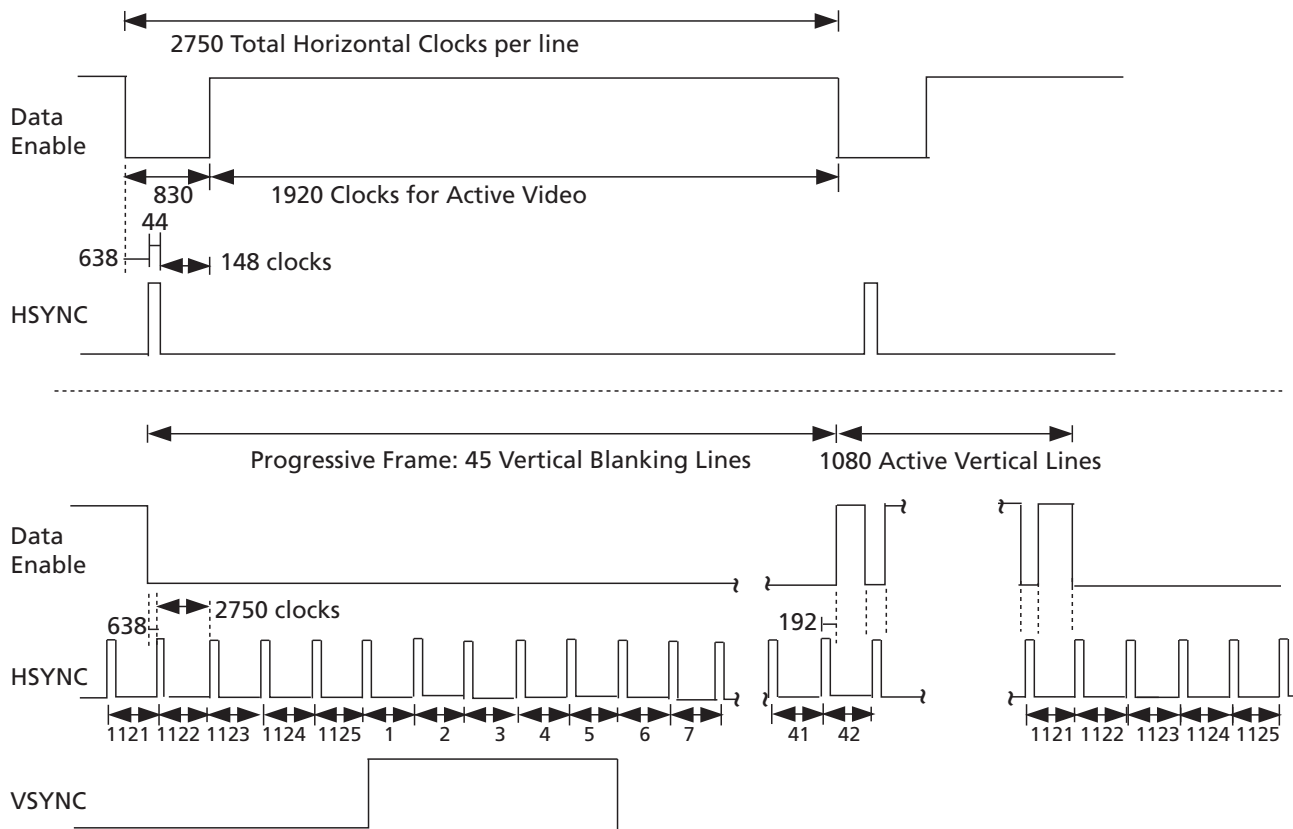 2750 Total Horizontal Clocks per line
Data
Enable
830
1920 Clocks for Active Video
44
638
148 clocks
HSYNC
Progressive Frame: 45 Vertical Blanking Lines
1080 Active Vertical Lines
Data
Enable
2750 clocks
638
192
HSYNC
1121 1122 1123 1124 1125 1 2 3 4 5 6 7 41 42 1121 1122 1123 1124 1125
VSYNC